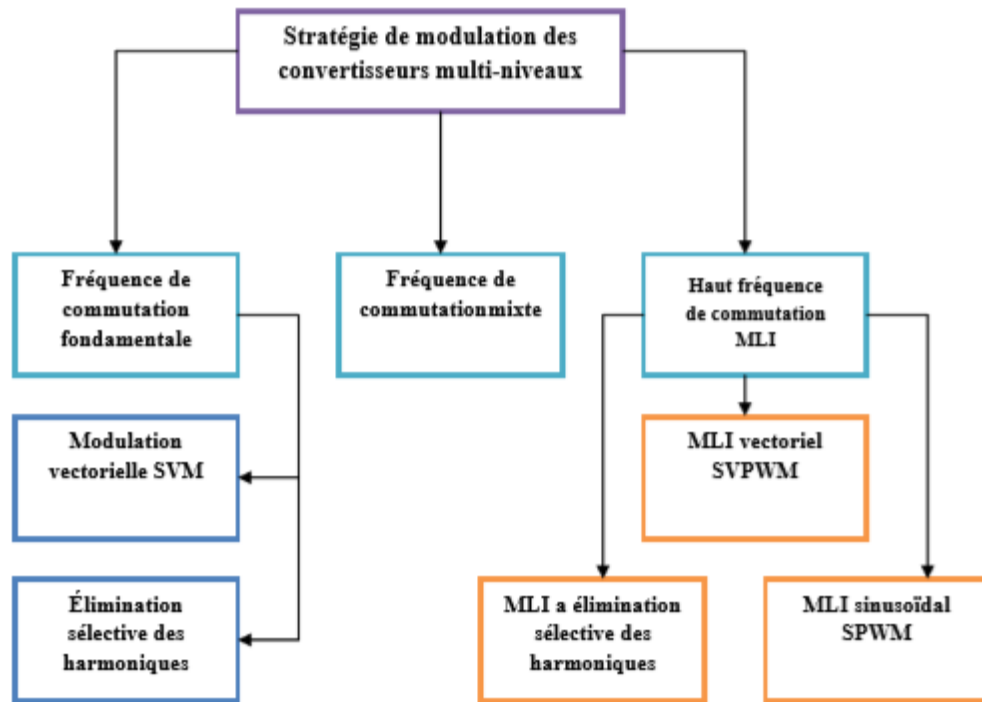 Stratégie de modulation des
convertisseurs multi-niveaux
Fréquence de
commutation
fondamentale
Fréquence de
commutationmixte
Haut fréquence
de commutation
MLI
Modulation
vectorielle SVM
MLI vectoriel
SVPWM
Élimination
sélective des
harmoniques
MLI a élimination
sélective des
harmoniques
MLI sinusoïdal
SPWM